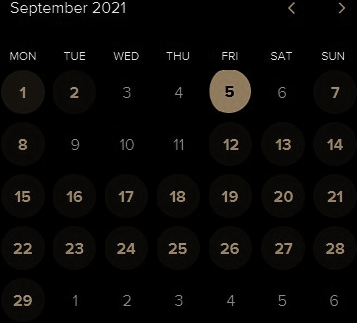 September 2021
MON TUE WED THU FRI SAT SUN
1 2 3 4 5 6 7
8 9 10 11 12 13 14
15 16 17 18 19 20 21
22 23 24 25 26 27 28
29 1 2 3 4 5 6